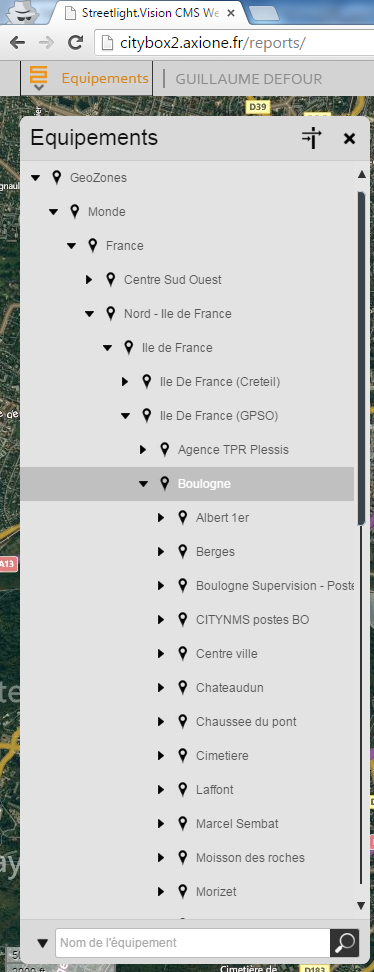 Streetlight.Vision CMS We
citybox2.axione.fr/reports/
Equipements
GUILLAUME DEFOUR
D39
Equipements
GeoZones
Monde
France
Centre Sud Ouest
Nord - Ile de France
Ile de France
Ile De France (Creteil)
Ile De France (GPSO)
Agence TPR Plessis
Boulogne
Albert 1er
Berges
A13
Boulogne Supervision - Poste
CITYNMS postes BO
Centre ville
Chateaudun
Chaussee du pont
Cimetiere
Laffont
Marcel Sembat
Moisson des roches
Morizet
Nom de l'équipement
Cimetière de
D183